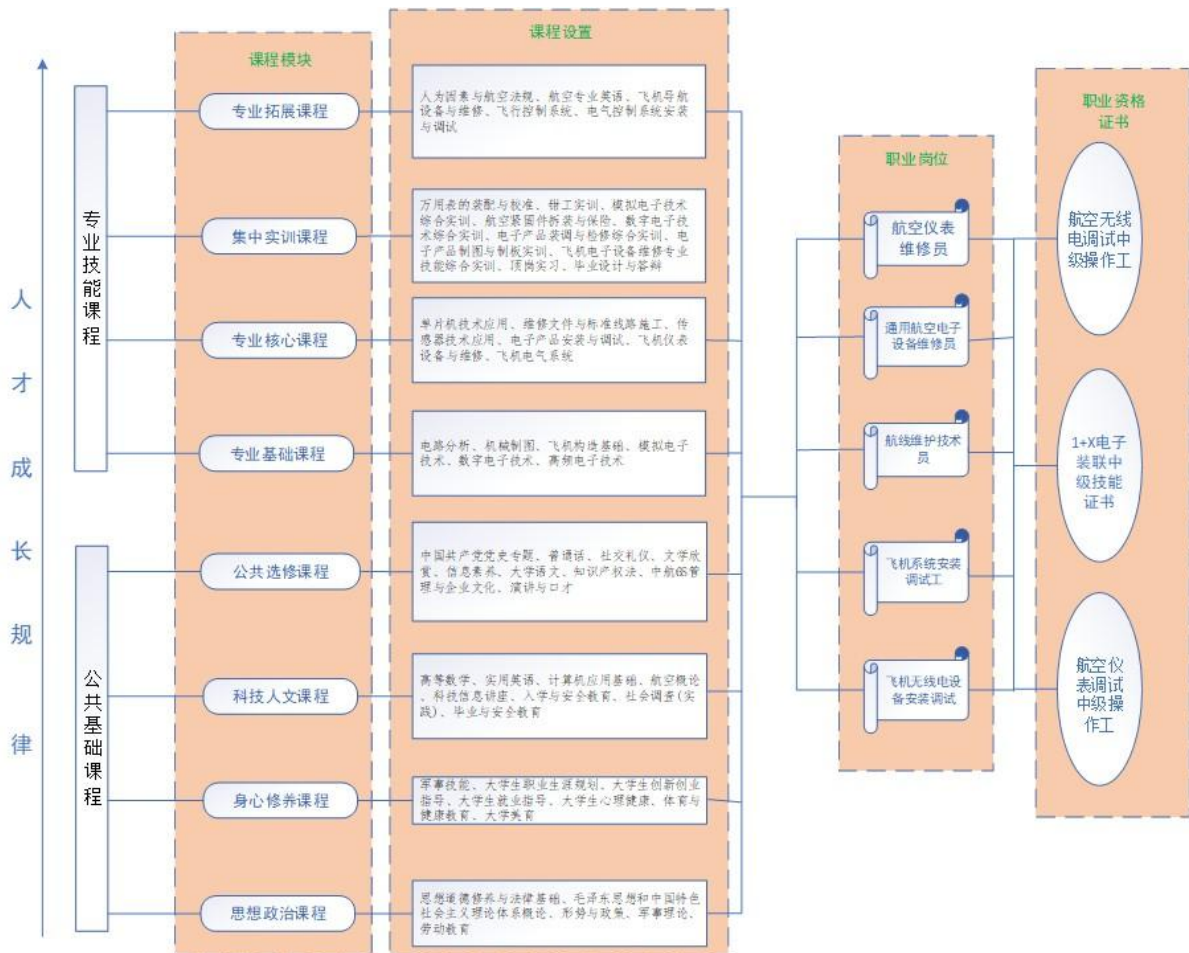 人才成长规律
专业技能课程
公共基础课程
课程模块
专业拓展课程
集中实训课程
专业核心课程
专业基础课程
公共选修课程
科技人文课程
身心修养课程
思想政治课程
课程设置
人为因素与航空法规、航空专业英语、飞机导航
设备与维修、飞行控制系统、电气控制系统安装
与调试
万用表的装配与校准、钳工实训、模拟电子技术
综合实训、航空紧固件拆装与保险、数字电子技
术综合实训、电子产品装调与检修综合实训、电
子产品制图与制板实训、飞机电子设备维修专业
技能综合实训、顶岗实习、毕业设计与答辩
单片机技术应用、维修文件与标准线路施工、传
感器技术应用、电子产品安装与调试、飞机仪表
设备与维修、飞机电气系统
电路分析、机械制图、飞机构造基础、模拟电子
技术、数字电子技术、高频电子技术
中国共产党党史专题、普通话、社交礼仪、文学欣
赏、信息素养、大学语文、知识产权法、中航6S管
理与企业文化、演讲与口才
高等数学、实用英语、计算机应用基础、航空概论
、科技信息讲座、入学与安全教育、社会调查(实
践)、毕业与安全教育
军事技能、大学生职业生涯规划、大学生创新创业
指导、大学生就业指导、大学生心理健康、体育与
健康教育、大学美育
思想道德修养与法律基础、毛泽东思想和中国特色
社会主义理论体系概论、形势与政策、军事理论、
劳动教育
职业岗位
航空仪表
维修员
通用航空电子
设备维修员
航线维护技术
员
飞机系统安装
调试工
飞机无线电设
备安装调试
职业资格
证书
航空无线
电调试中
级操作工
1+X电子
装联中
级技能
证书
航空仪
表调试
中级操
作工